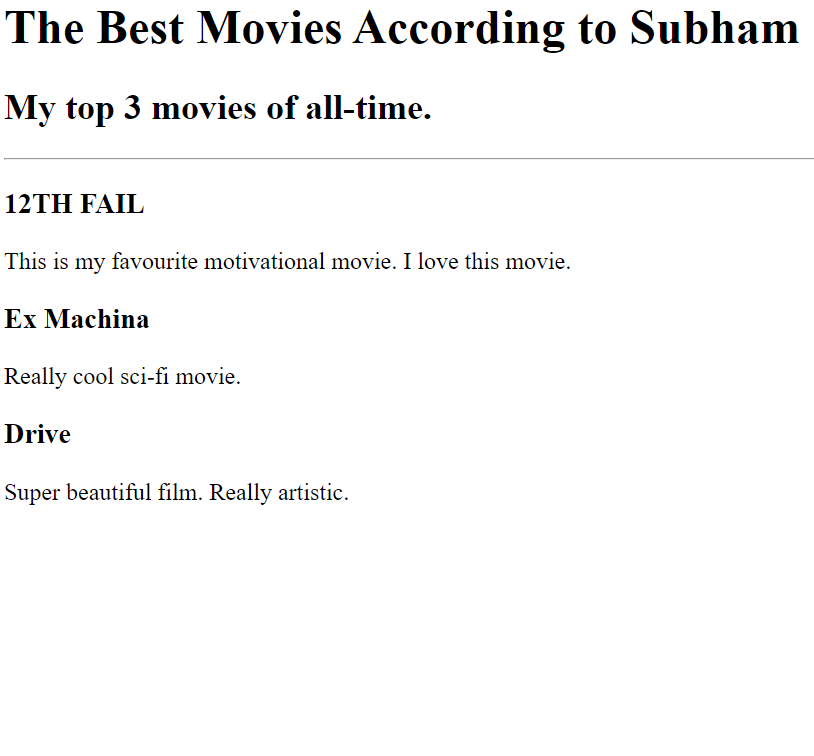 The Best Movies According to Subham
My top 3 movies of all-time.
12TH FAIL
This is my favourite motivational movie. I love this movie.
Ex Machina
Really cool sci-fi movie.
Drive
Super beautiful film. Really artistic.